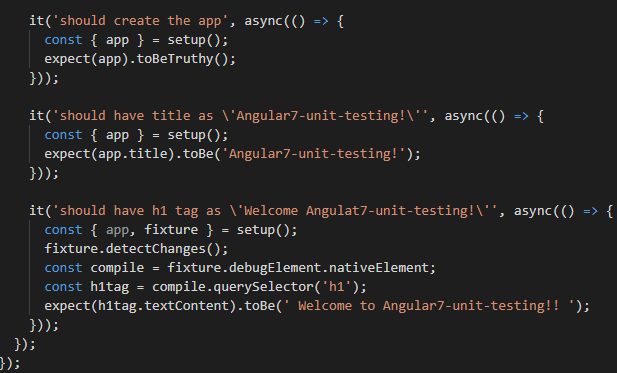 it('should create the app', async(() => {
const { app } = setup();
expect(app).toBeTruthy();
}));
it('should have title as \'Angular7-unit-testing!\'', async(() => {
const { app } = setup();
expect(app.title).toBe('Angular7-unit-testing!');
}));
it('should have h1 tag as \'Welcome Angulat7-unit-testing!\'', async(() => {
const { app, fixture } = setup();
fixture.detectChanges();
const compile = fixture.debugElement.nativeElement;
const h1tag = compile.querySelector('h1');
expect(h1tag.textContent).toBe(' Welcome to Angular7-unit-testing!! ');
}));
});
});